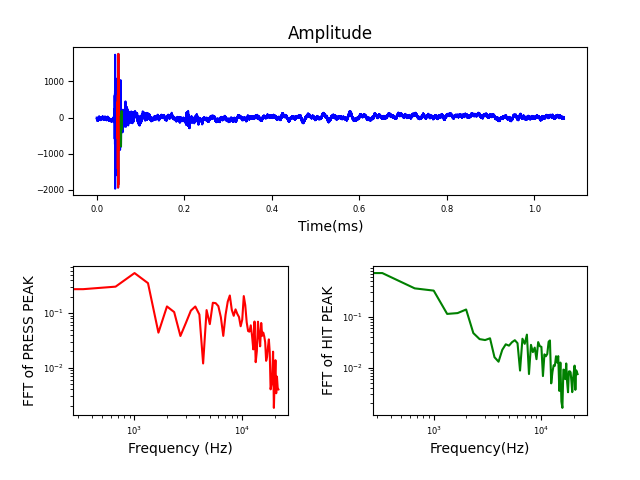 Amplitude
1000
0
−1000
−2000
0.0 0.2 0.4 0.6 0.8 1.0
Time(ms)
FFT of PRESS PEAK
10⁻¹
10⁻²
10³ 10⁴
Frequency (Hz)
FFT of HIT PEAK
10⁻¹
10⁻²
10³ 10⁴
Frequency(Hz)